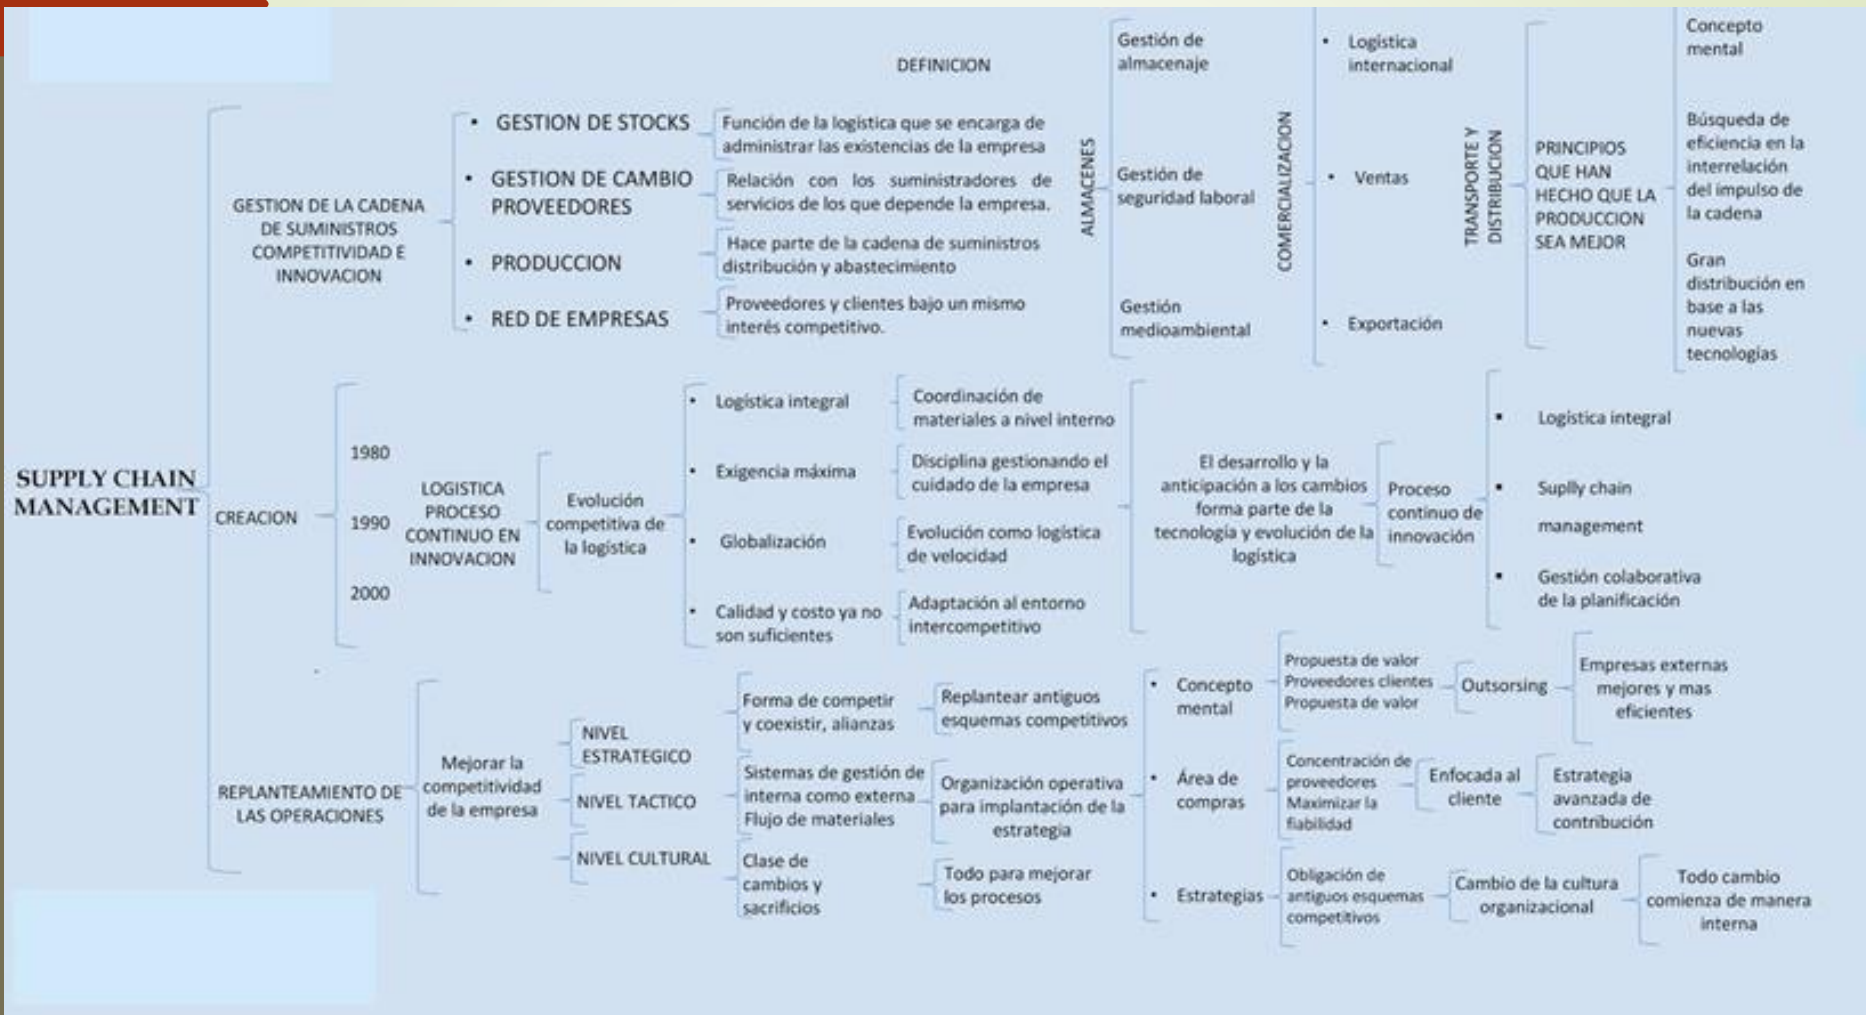 SUPPLY CHAIN
MANAGEMENT
GESTION DE LA CADENA
DE SUMINISTROS
COMPETITIVIDAD E
INNOVACION
• GESTION DE STOCKS
• GESTION DE CAMBIO
PROVEEDORES
• PRODUCCION
• RED DE EMPRESAS
DEFINICION
Función de la logística que se encarga de
administrar las existencias de la empresa
Relación con los suministradores de
servicios de los que depende la empresa.
Hace parte de la cadena de suministros
distribución y abastecimiento
Proveedores y clientes bajo un mismo
interés competitivo.
ALMACENES
Gestión de
almacenaje
Gestión de
seguridad laboral
Gestión
medioambiental
COMERCIALIZACION
• Logística
internacional
• Ventas
• Exportación
TRANSPORTE Y
DISTRIBUCION
PRINCIPIOS
QUE HAN
HECHO QUE LA
PRODUCCION
SEA MEJOR
Concepto
mental
Búsqueda de
eficiencia en la
interrelación
del impulso de
la cadena
Gran
distribución en
base a las
nuevas
tecnologías
CREACION
1980
1990
2000
LOGISTICA
PROCESO
CONTINUO EN
INNOVACION
Evolución
competitiva de
la logística
• Logística integral
• Exigencia máxima
• Globalización
• Calidad y costo ya no
son suficientes
Coordinación de
materiales a nivel interno
Disciplina gestionando el
cuidado de la empresa
Evolución como logística
de velocidad
Adaptación al entorno
intercompetitivo
El desarrollo y la
anticipación a los cambios
forma parte de la
tecnología y evolución de la
logística
Proceso
continuo de
innovación
▪ Logística integral
▪ Suplly chain
management
▪ Gestión colaborativa
de la planificación
REPLANTEAMIENTO DE
LAS OPERACIONES
Mejorar la
competitividad
de la empresa
NIVEL
ESTRATEGICO
NIVEL TACTICO
NIVEL CULTURAL
Forma de competir
y coexistir, alianzas
Sistemas de gestión de
interna como externa
Flujo de materiales
Clase de
cambios y
sacrificios
Replantear antiguos
esquemas competitivos
Organización operativa
para implantación de la
estrategia
Todo para mejorar
los procesos
• Concepto
mental
• Área de
compras
• Estrategias
Propuesta de valor
Proveedores clientes
Propuesta de valor
Outsorsing
Empresas externas
mejores y mas
eficientes
Concentración de
proveedores
Maximizar la
fiabilidad
Enfocada al
cliente
Estrategia
avanzada de
contribución
Obligación de
antiguos esquemas
competitivos
Cambio de la cultura
organizacional
Todo cambio
comienza de manera
interna